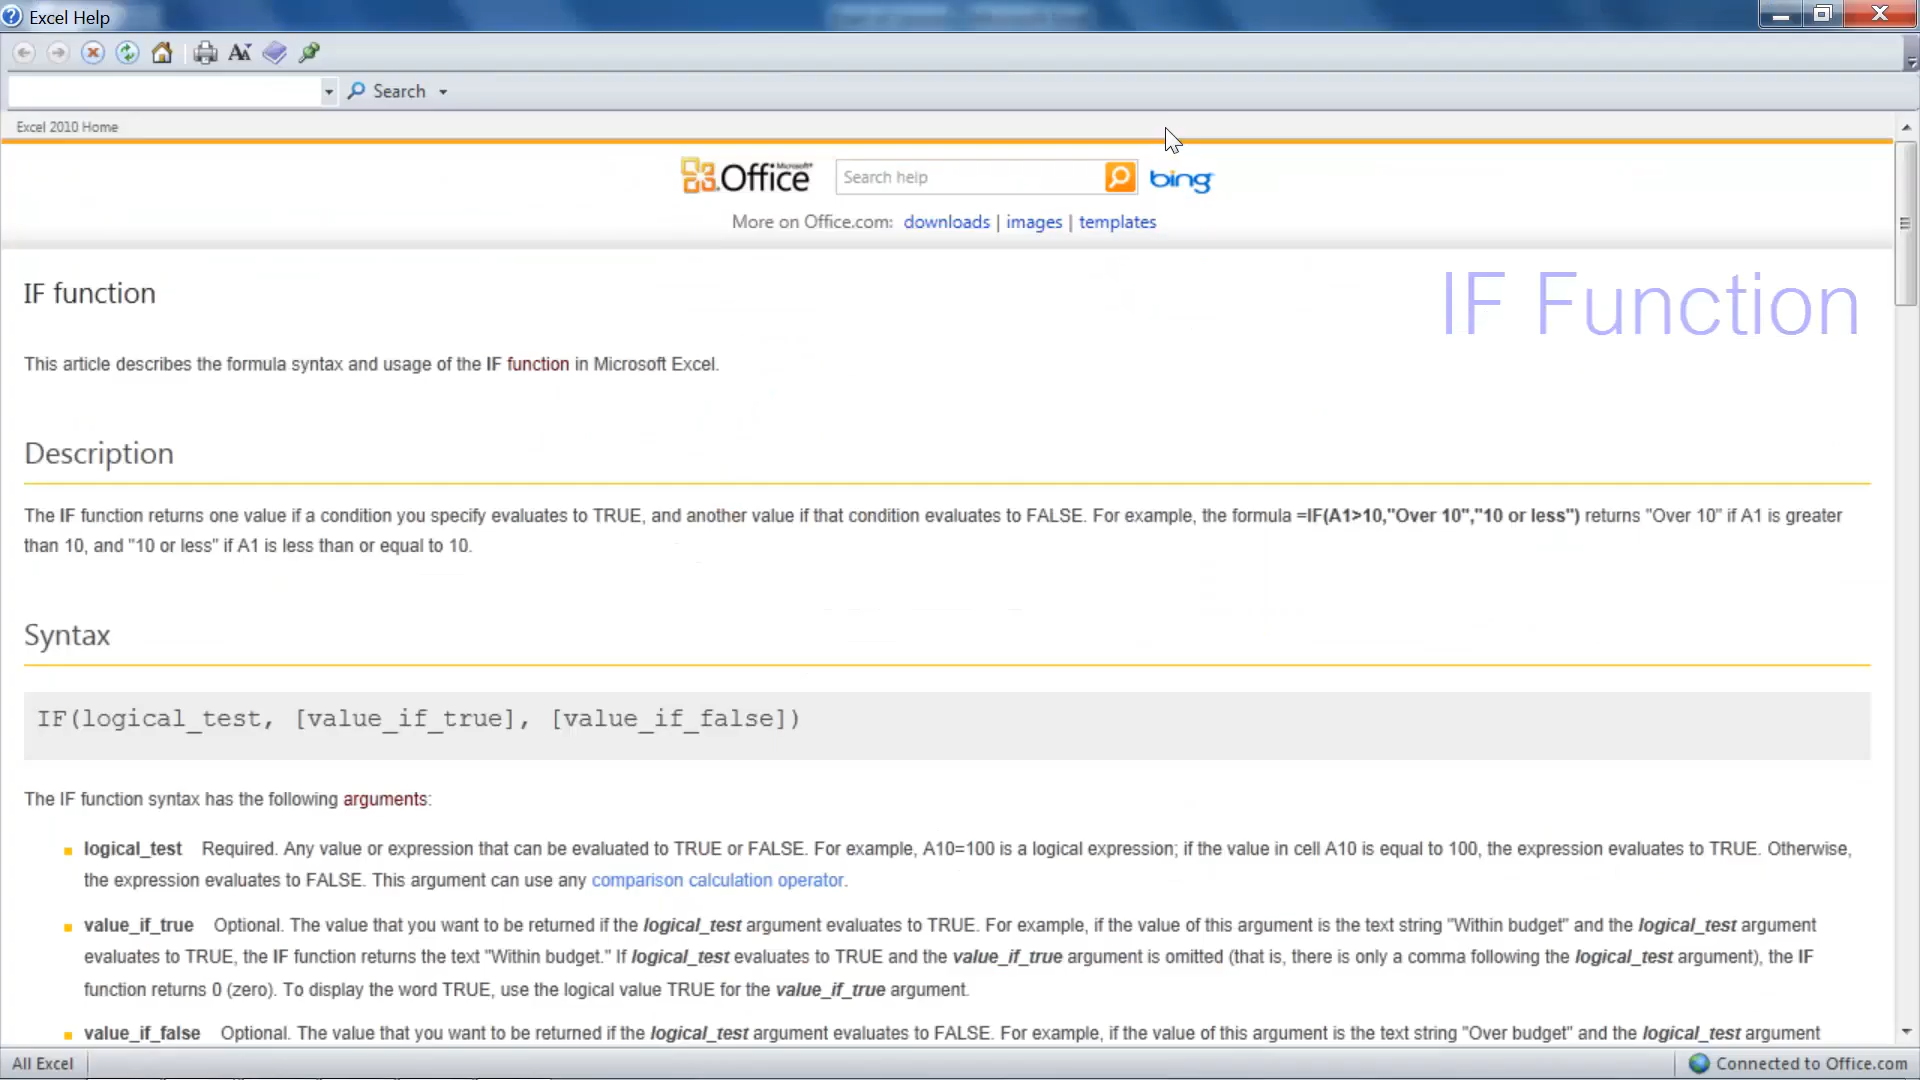 Excel Help
Search
Excel 2010 Home
Microsoft® Office
Search help
bing
More on Office.com: downloads | images | templates
IF function
IF Function
This article describes the formula syntax and usage of the IF function in Microsoft Excel.
Description
The IF function returns one value if a condition you specify evaluates to TRUE, and another value if that condition evaluates to FALSE. For example, the formula =IF(A1>10,"Over 10","10 or less") returns "Over 10" if A1 is greater
than 10, and "10 or less" if A1 is less than or equal to 10.
Syntax
IF(logical_test, [value_if_true], [value_if_false])
The IF function syntax has the following arguments:
logical_test Required. Any value or expression that can be evaluated to TRUE or FALSE. For example, A10=100 is a logical expression; if the value in cell A10 is equal to 100, the expression evaluates to TRUE. Otherwise,
the expression evaluates to FALSE. This argument can use any comparison calculation operator.
value_if_true Optional. The value that you want to be returned if the logical_test argument evaluates to TRUE. For example, if the value of this argument is the text string "Within budget" and the logical_test argument
evaluates to TRUE, the IF function returns the text "Within budget." If logical_test evaluates to TRUE and the value_if_true argument is omitted (that is, there is only a comma following the logical_test argument), the IF
function returns 0 (zero). To display the word TRUE, use the logical value TRUE for the value_if_true argument.
value_if_false Optional. The value that you want to be returned if the logical_test argument evaluates to FALSE. For example, if the value of this argument is the text string "Over budget" and the logical_test argument
All Excel
Connected to Office.com